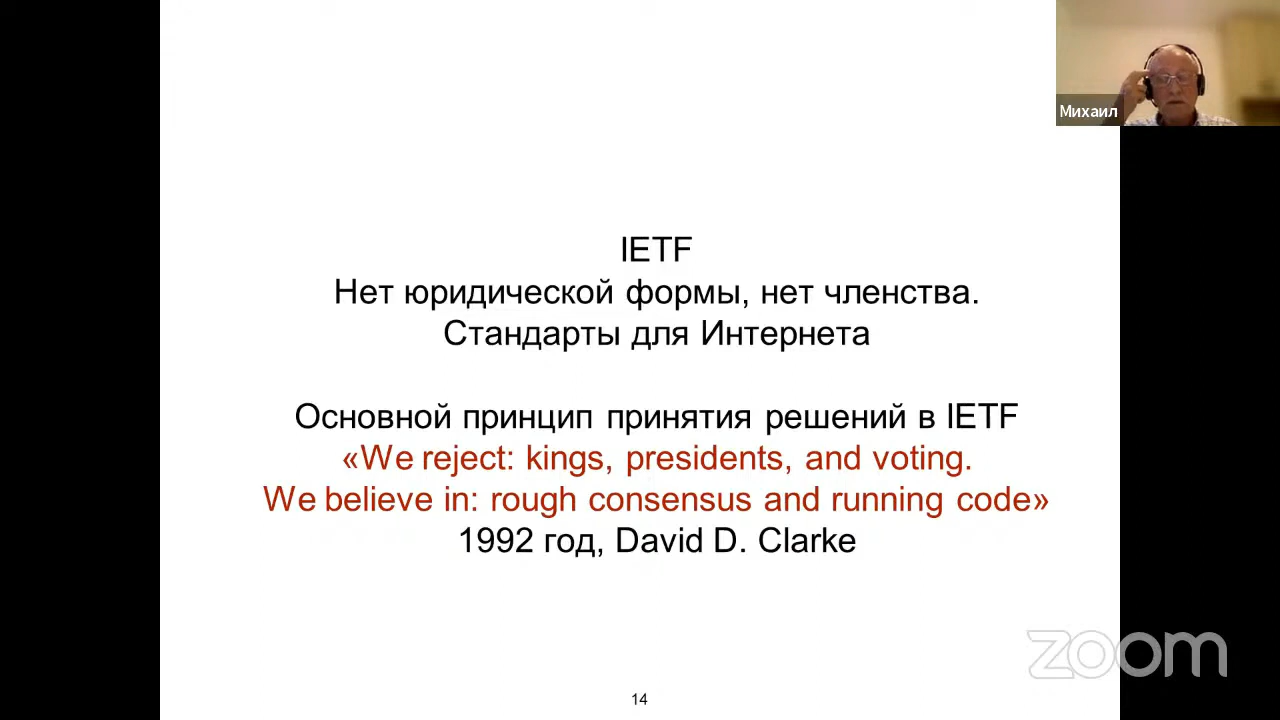 Михаил
IETF
Нет юридической формы, нет членства.
Стандарты для Интернета
Основной принцип принятия решений в IETF
«We reject: kings, presidents, and voting.
We believe in: rough consensus and running code»
1992 год, David D. Clarke
zoom
14